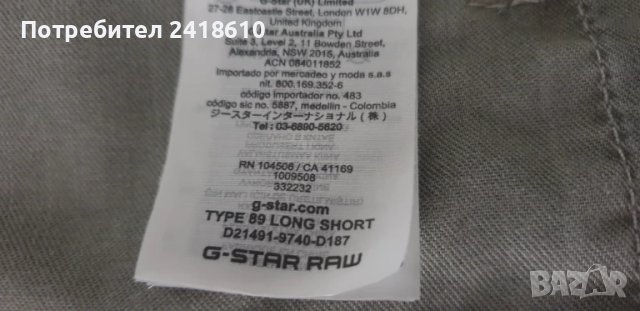 Потребител 2418610
G-Star (UK) Limited
27-28 Eastcastle Street, London W1W 8DH,
United Kingdom
Star Australia Pty Ltd
Suite 3, Level 2, 11 Bowden Street,
Alexandria, NSW 2015, Australia
ACN 084011852
Importado por mercadeo y moda s.a.s
nit. 800.169.352-6
código importador no. 483
código sic no. 5887, medellin - Colombia
ジースターインターナショナル（株）
Tel : 03-6890-5620
RN 104506 / CA 41169
1009508
332232
g-star.com
TYPE 89 LONG SHORT
D21491-9740-D187
G-STAR RAW
BAZAR